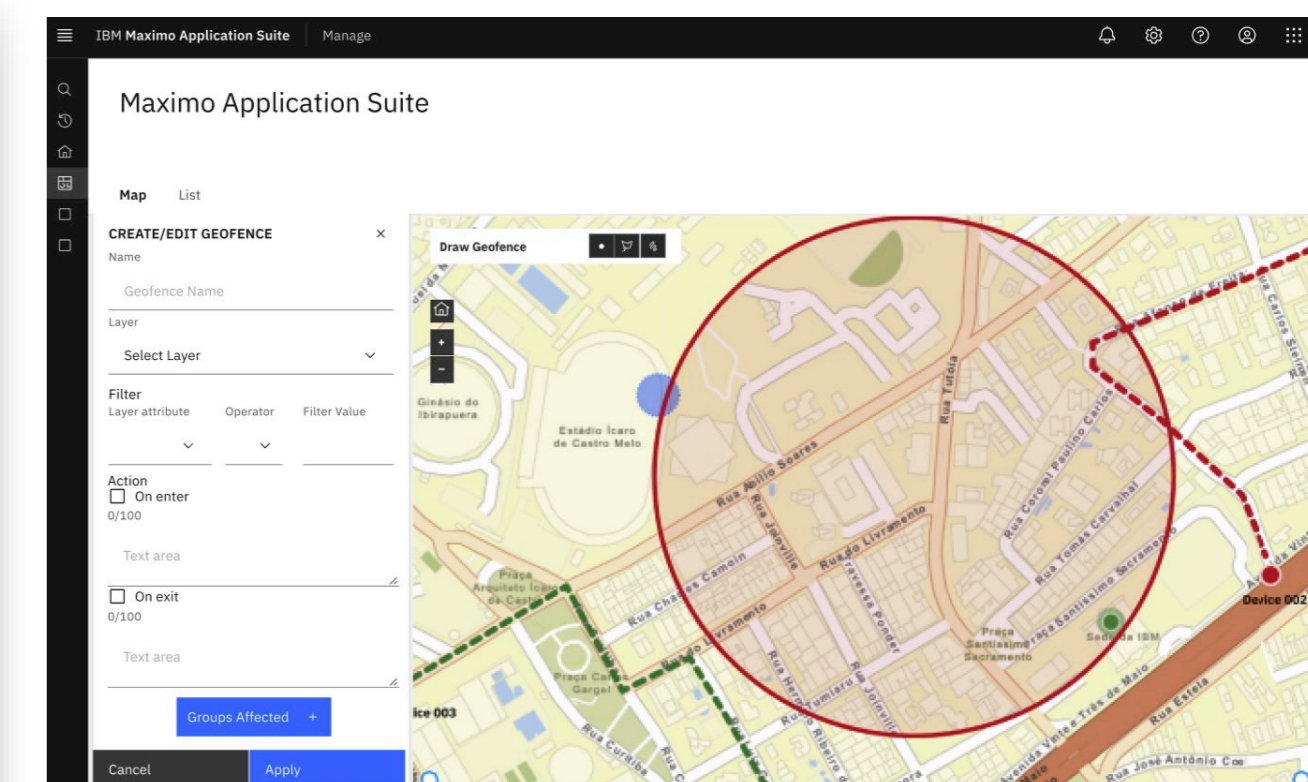 IBM Maximo Application Suite Manage
Maximo Application Suite
Map List
CREATE/EDIT GEOFENCE
Name
Geofence Name
Layer
Select Layer
Filter
Layer attribute Operator Filter Value
Action
On enter
0/100
Text area
On exit
0/100
Text area
Groups Affected +
Cancel Apply
Draw Geofence
+
-
Ginásio do
Ibirapuera
Estádio Ícaro
de Castro Melo
Rua Tutóia
Rua Abílio Soares
Rua Joinville
Rua do Livramento
Rua Coronel Paulino Carlos
Rua Tomás Carvalhal
Rua Carlos Steinen
Travessa Ponder
Praça
Arquiteto Ícaro
de Castro
Praça
Santíssimo
Sacramento
Sede da IBM
Device 002
Praça Carlos
Gargel
Rua Curitiba
Rua Estela
Rua José Antônio Coe
ice 003